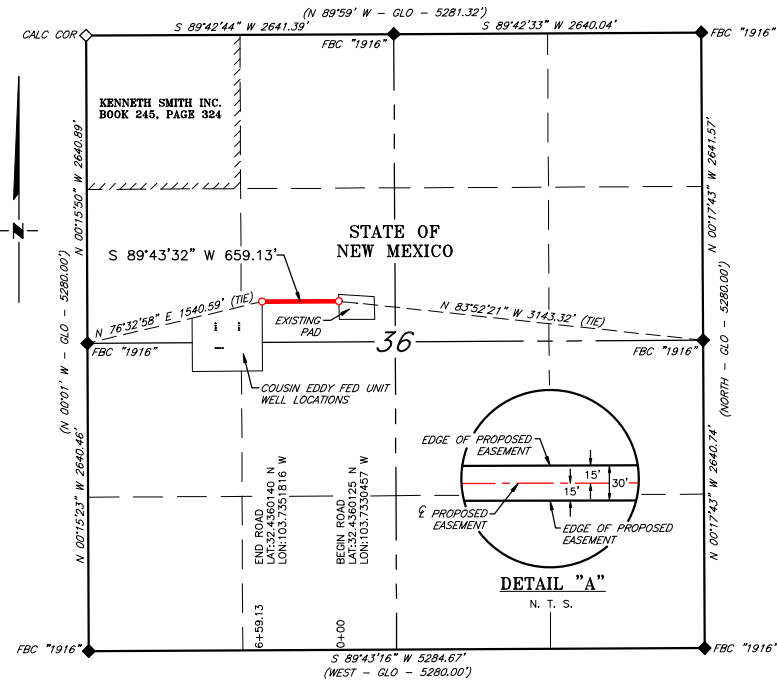 (N 89°59' W - GLO - 5281.32')
S 89°42'44" W 2641.39'
S 89°42'33" W 2640.04'
CALC COR
FBC "1916"
FBC "1916"
KENNETH SMITH INC.
BOOK 245, PAGE 324
N 00°15'50" W 2640.89'
N 00°17'43" W 2641.57'
N
STATE OF
NEW MEXICO
S 89°43'32" W 659.13'
N 76°32'58" E 1540.59' (TIE)
N 83°52'21" W 3143.32' (TIE)
EXISTING
PAD
36
FBC "1916"
FBC "1916"
(N 00°01' W - GLO - 5280.00')
(NORTH - GLO - 5280.00')
COUSIN EDDY FED UNIT
WELL LOCATIONS
EDGE OF PROPOSED
EASEMENT
15'
30'
15'
℄ PROPOSED
EASEMENT
EDGE OF PROPOSED
EASEMENT
DETAIL "A"
N. T. S.
N 00°15'23" W 2640.46'
N 00°17'43" W 2640.74'
END ROAD
LAT:32.4360140 N
LON:103.7351816 W
BEGIN ROAD
LAT:32.4360125 N
LON:103.7330457 W
6+59.13
0+00
FBC "1916"
FBC "1916"
S 89°43'16" W 5284.67'
(WEST - GLO - 5280.00')